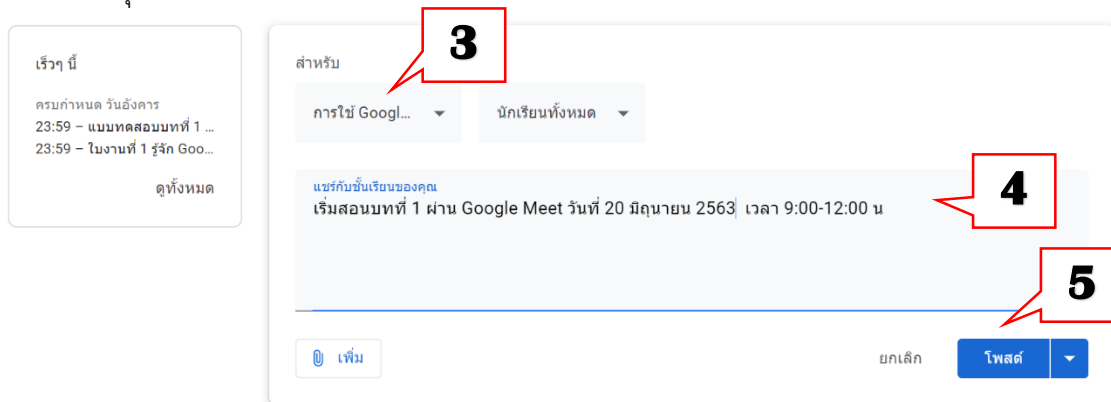 เร็วๆ นี้
ครบกำหนด วันอังคาร
23:59 – แบบทดสอบบทที่ 1 ...
23:59 – ใบงานที่ 1 รู้จัก Goo...
ดูทั้งหมด
3
สำหรับ
การใช้ Googl...
นักเรียนทั้งหมด
แชร์กับชั้นเรียนของคุณ
เริ่มสอนบทที่ 1 ผ่าน Google Meet วันที่ 20 มิถุนายน 2563 เวลา 9:00-12:00 น
4
5
เพิ่ม
ยกเลิก
โพสต์